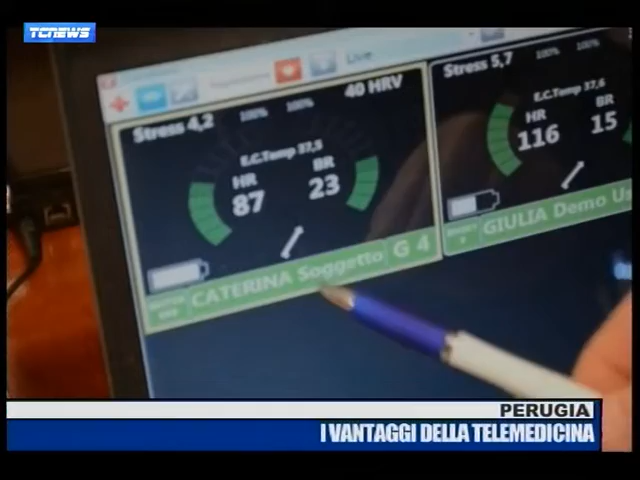 TCNEWS
Live
Stress 4,2
100%
100%
40 HRV
E.C.Temp 37,5
HR
BR
87
23
CATERINA Soggetto
G 4
Stress 5,7
100%
100%
E.C.Temp 37,6
HR
BR
116
15
GIULIA Demo Us
PERUGIA
I VANTAGGI DELLA TELEMEDICINA